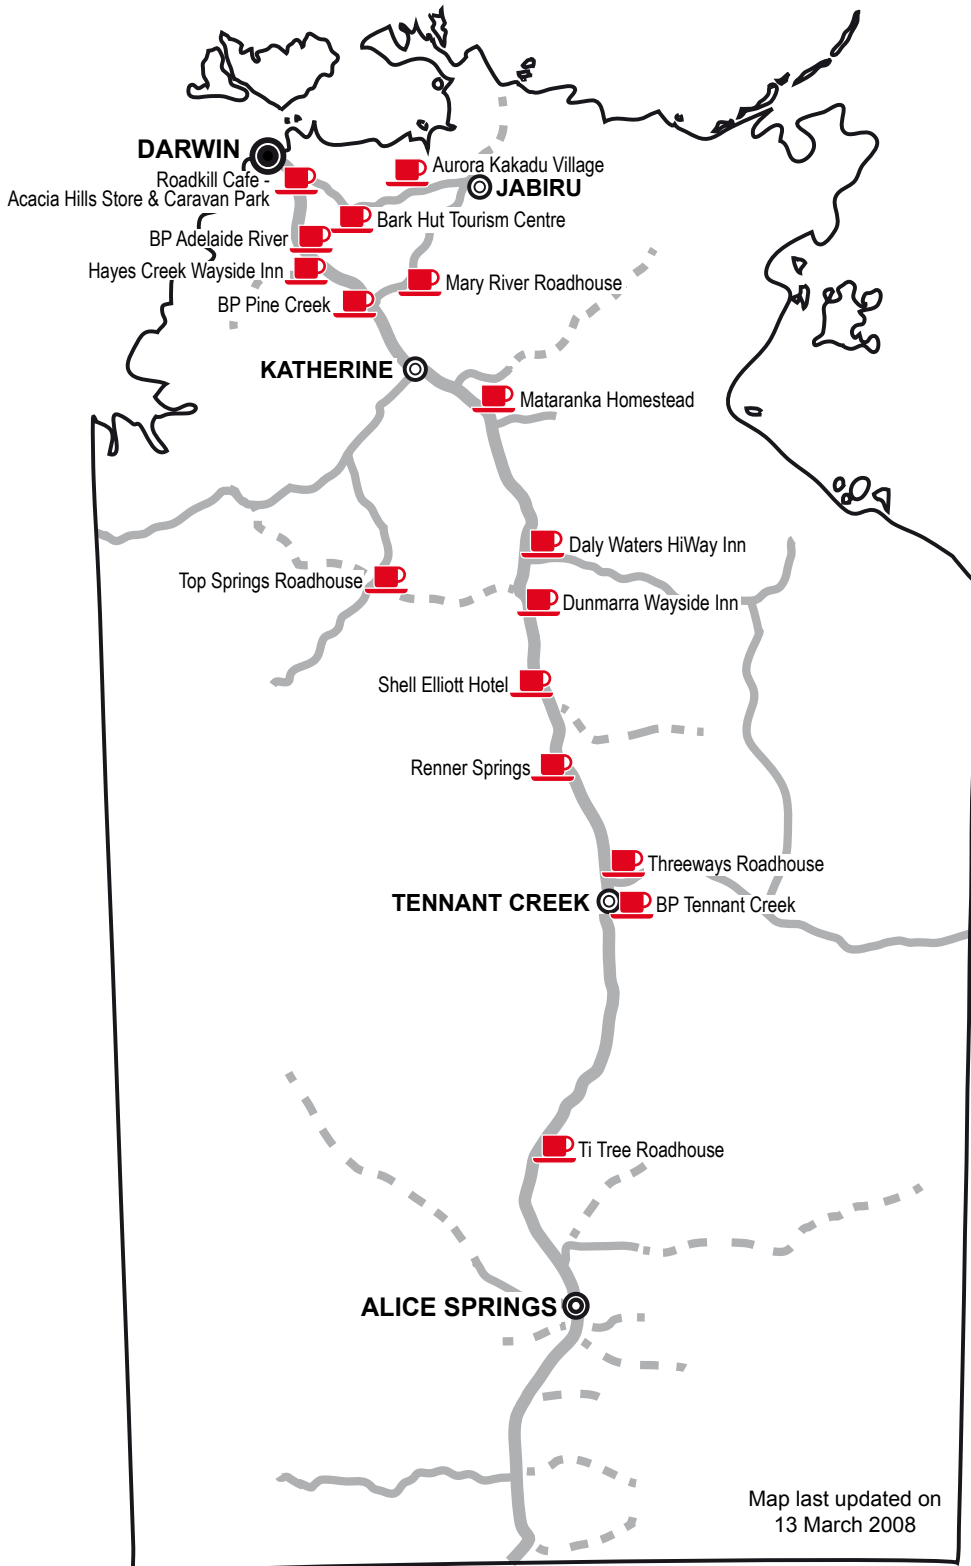 DARWIN
Aurora Kakadu Village
Roadkill Cafe -
Acacia Hills Store & Caravan Park
JABIRU
Bark Hut Tourism Centre
BP Adelaide River
Hayes Creek Wayside Inn
Mary River Roadhouse
BP Pine Creek
KATHERINE
Mataranka Homestead
Daly Waters HiWay Inn
Top Springs Roadhouse
Dunmarra Wayside Inn
Shell Elliott Hotel
Renner Springs
Threeways Roadhouse
TENNANT CREEK
BP Tennant Creek
Ti Tree Roadhouse
ALICE SPRINGS
Map last updated on
13 March 2008